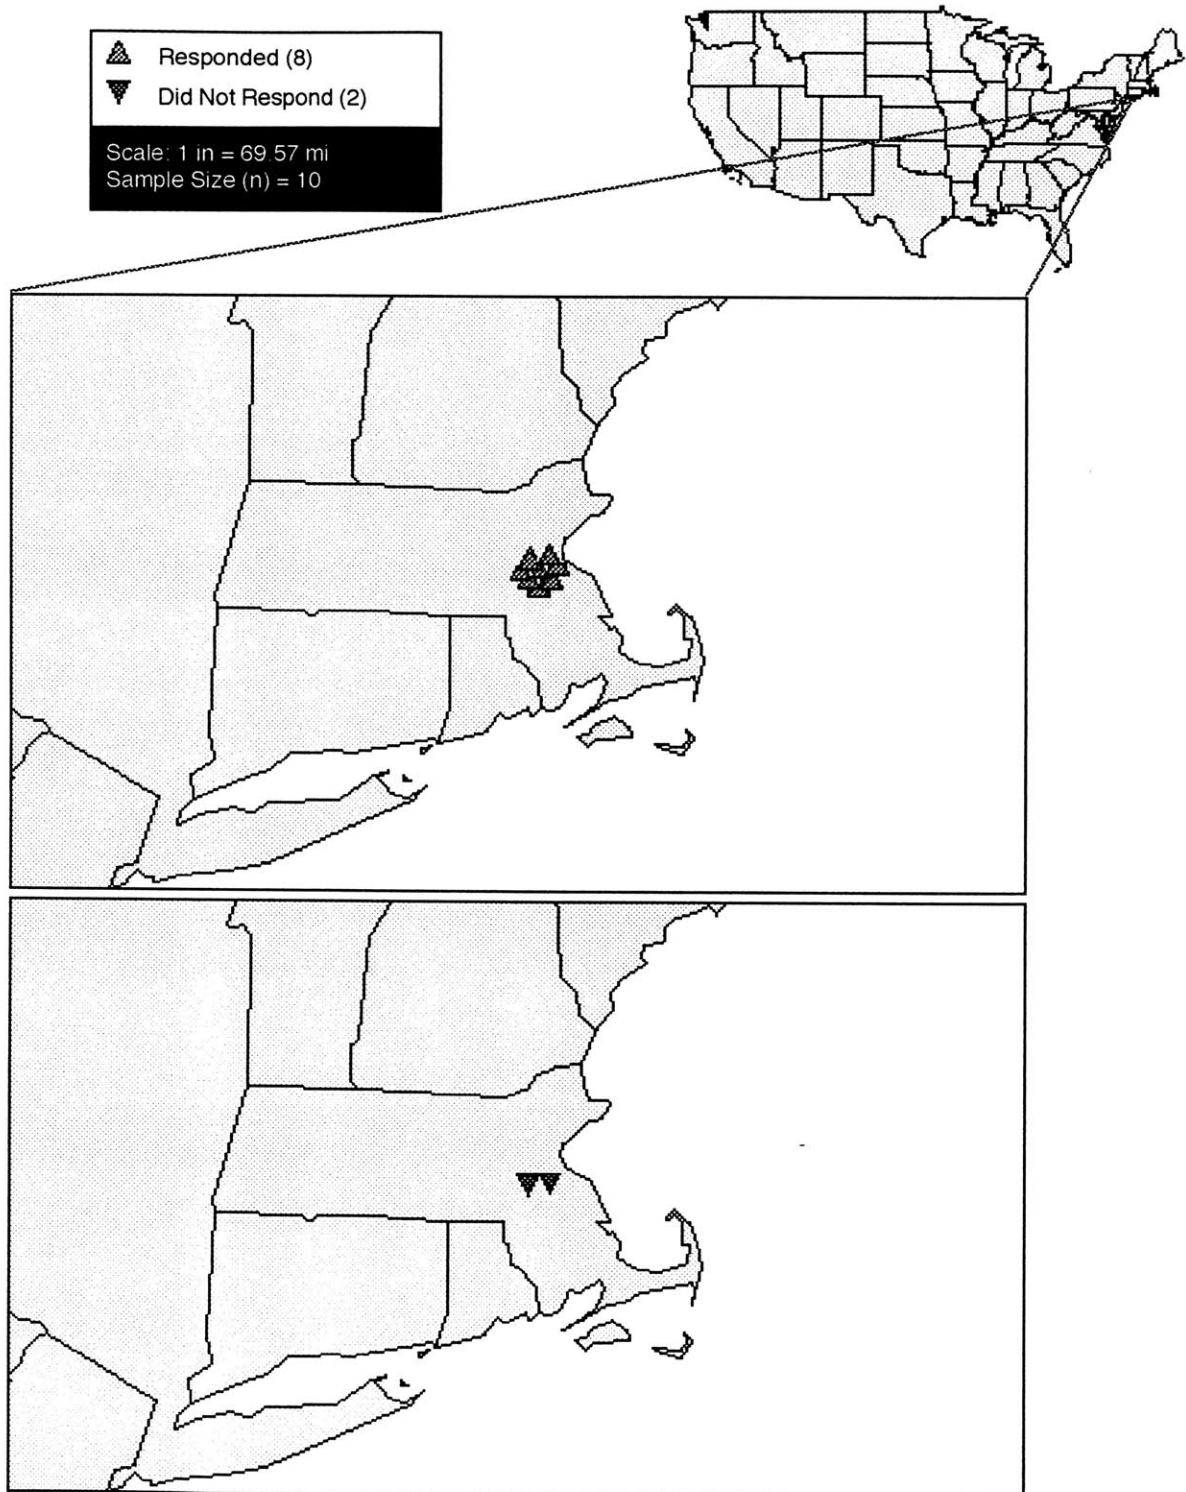 Responded (8)
Did Not Respond (2)
Scale: 1 in = 69.57 mi
Sample Size (n) = 10